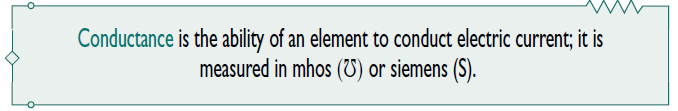 Conductance is the ability of an element to conduct electric current; it is
measured in mhos (℧) or siemens (S).